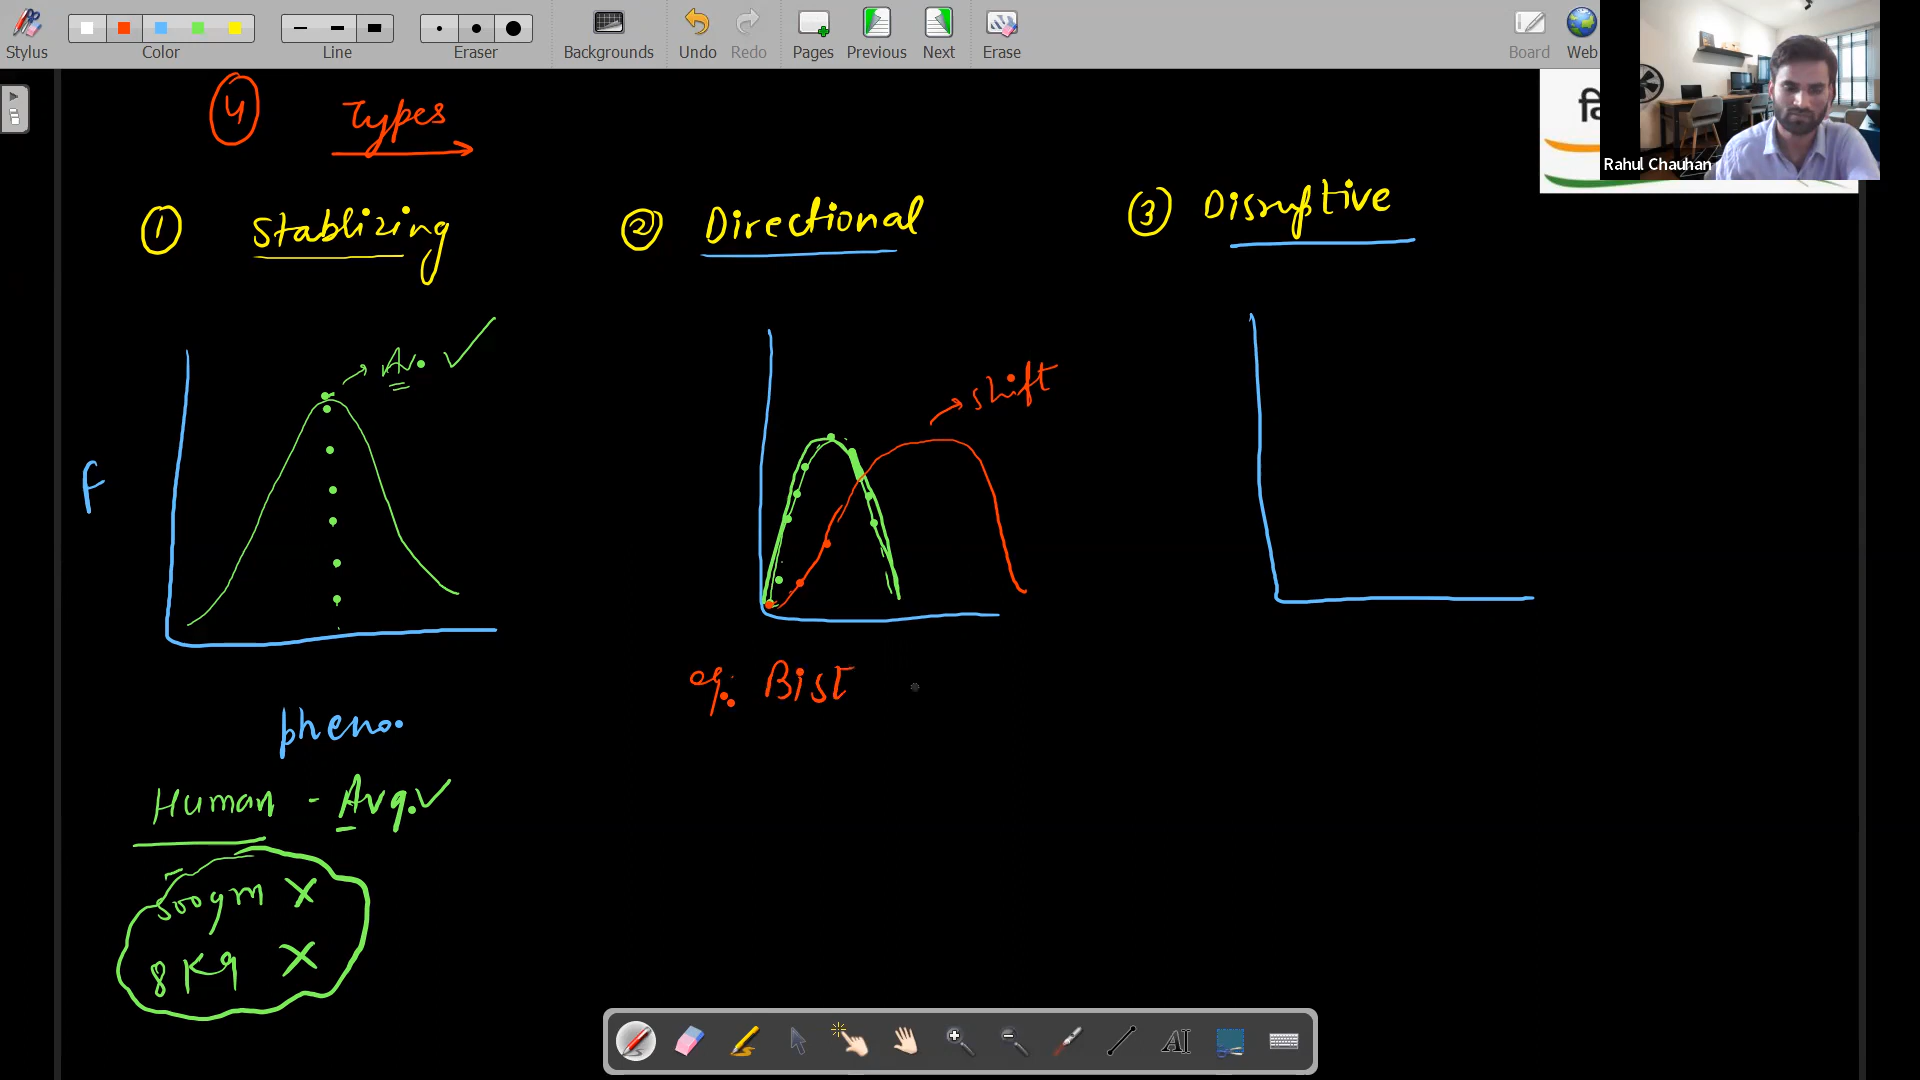 Stylus
Color
Line
Eraser
Backgrounds
Undo
Redo
Pages
Previous
Next
Erase
Board
Web
Rahul Chauhan
4 Types
1 Stablizing
2 Directional
3 Disruptive
Av. ✓
shift
F
eg. Bist
pheno.
Human - Avg. ✓
500gm X
8 Kg X